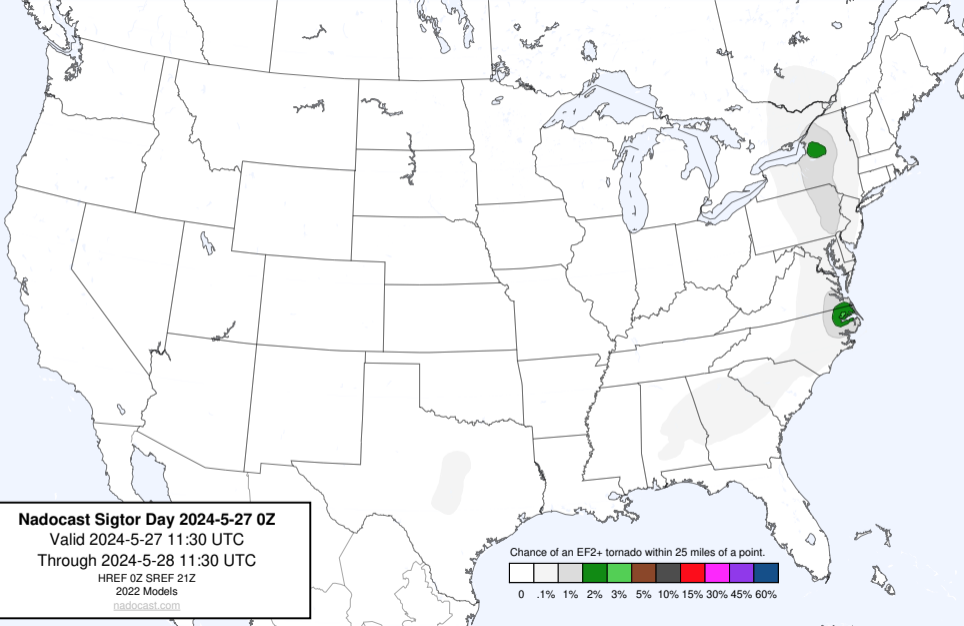 Nadocast Sigtor Day 2024-5-27 0Z
Valid 2024-5-27 11:30 UTC
Through 2024-5-28 11:30 UTC
HREF 0Z SREF 21Z
2022 Models
nadocast.com
Chance of an EF2+ tornado within 25 miles of a point.
0 .1% 1% 2% 3% 5% 10% 15% 30% 45% 60%